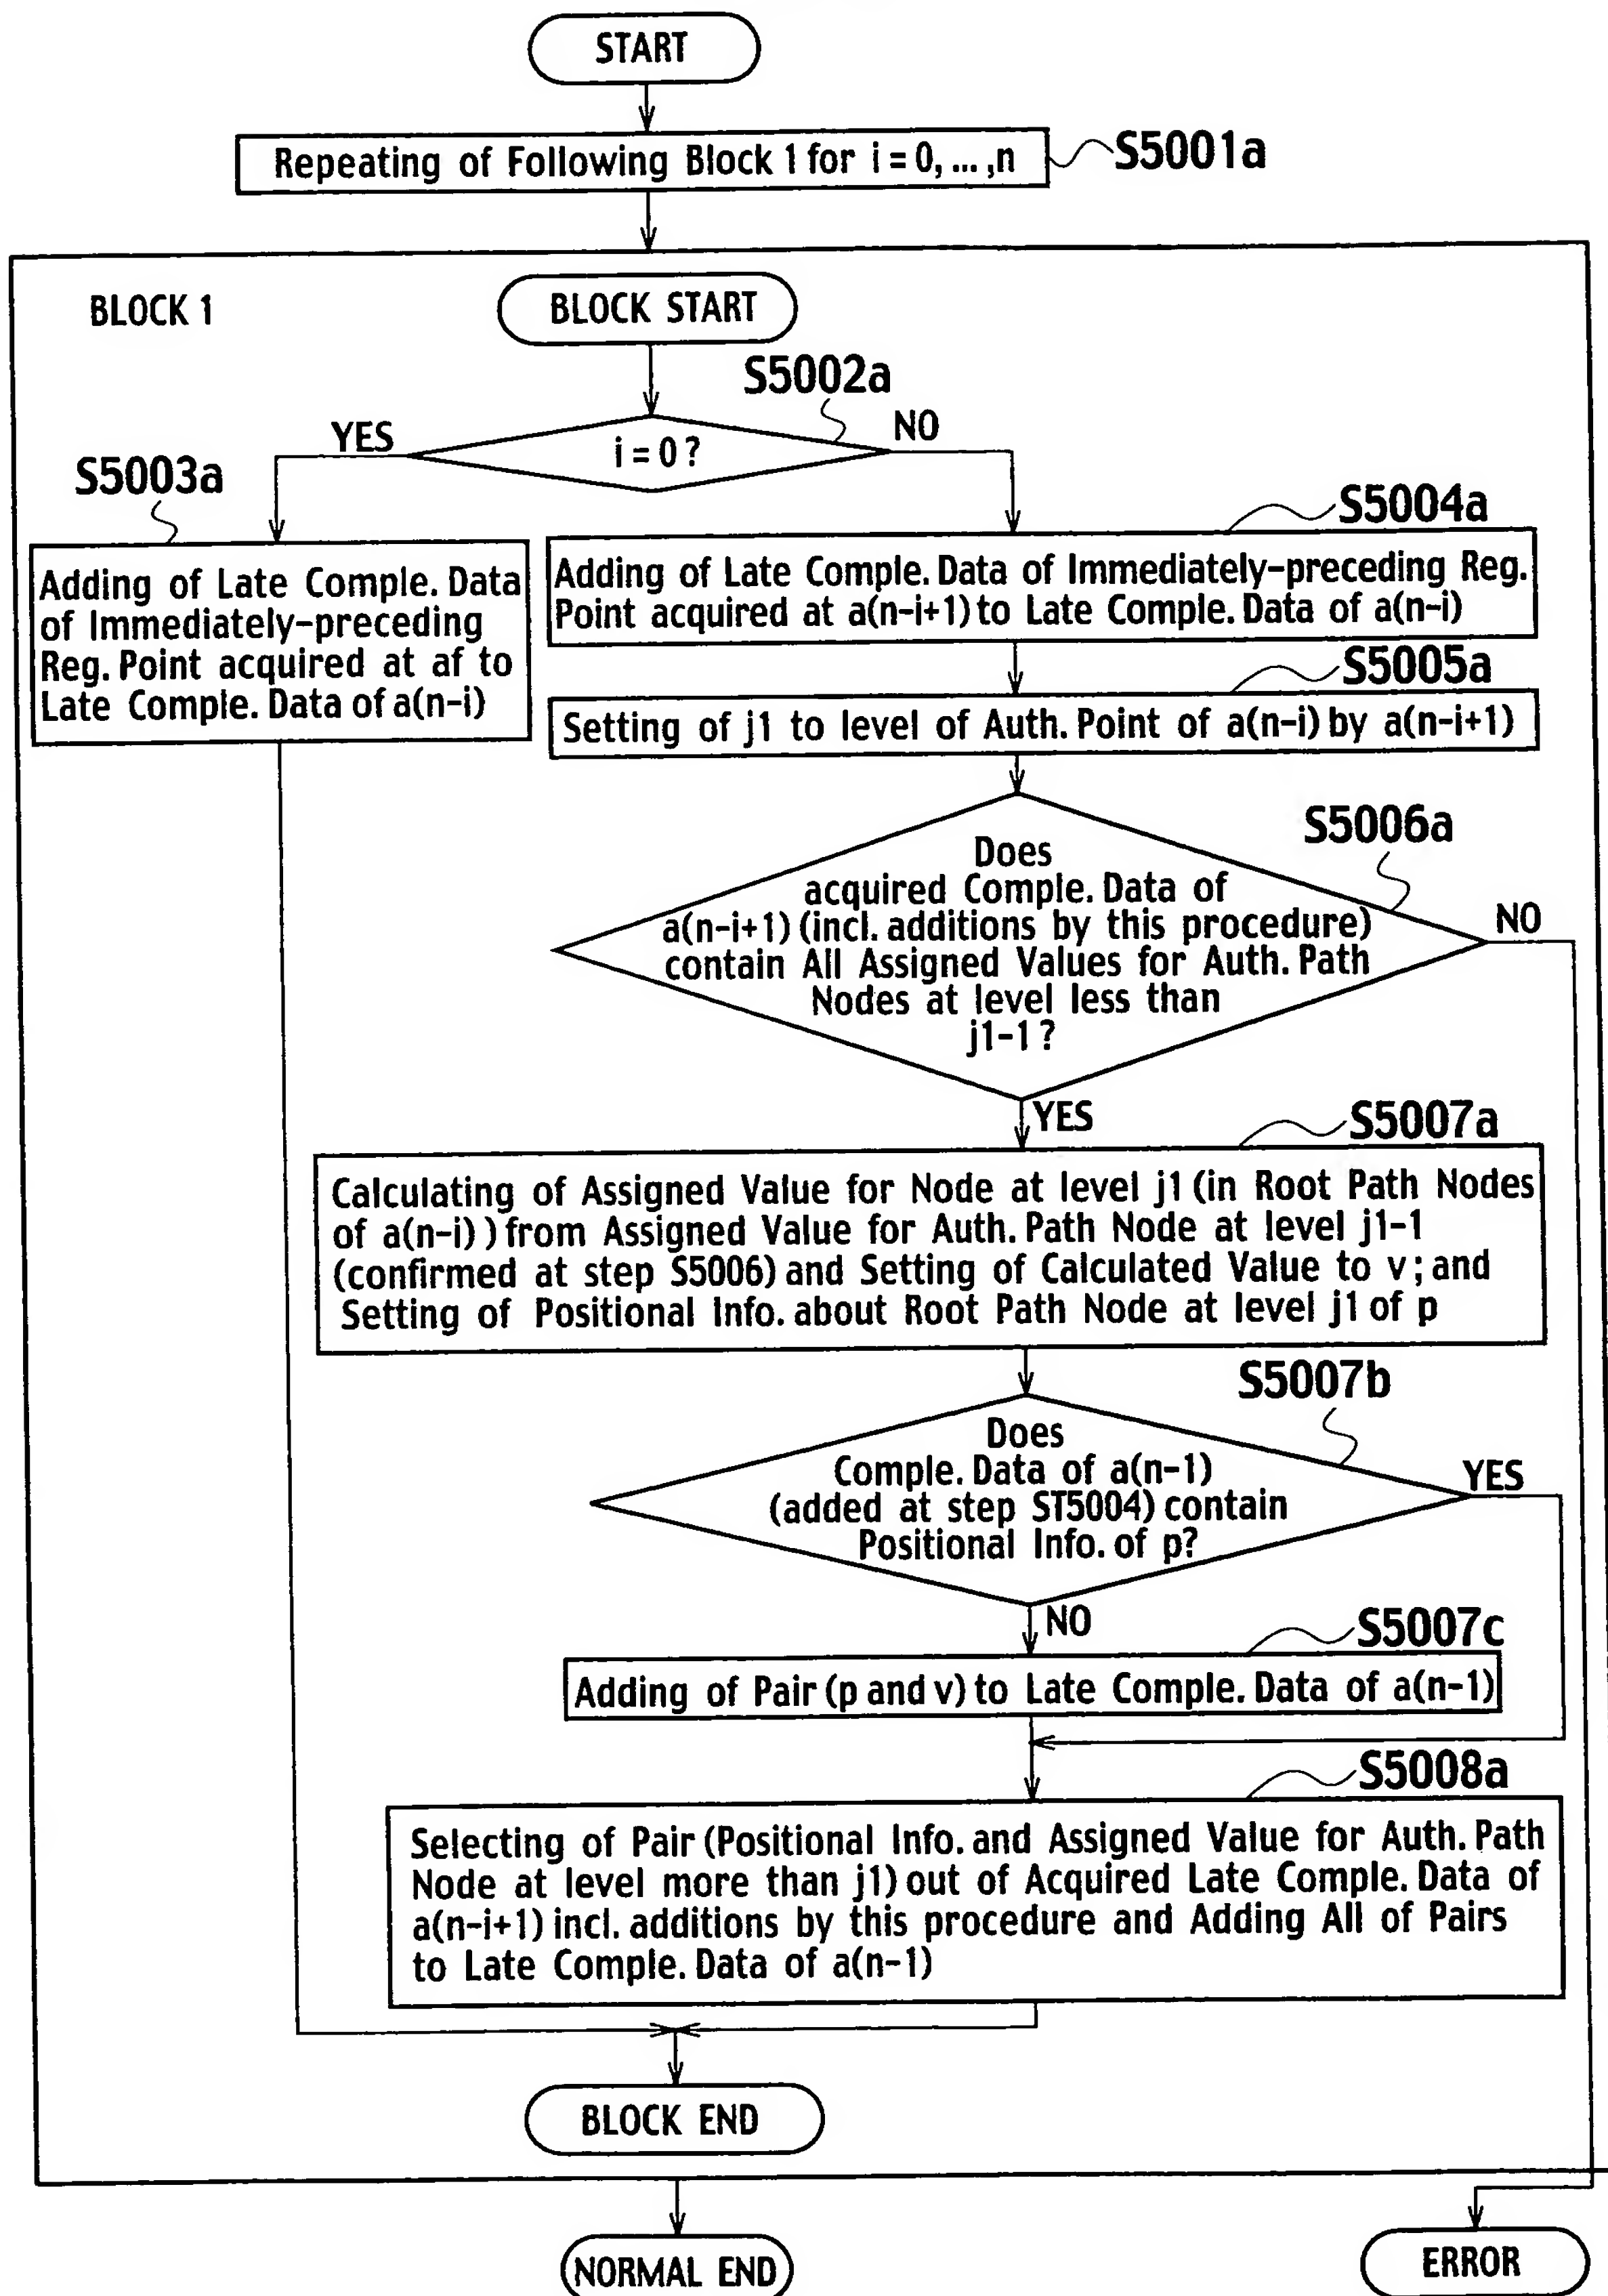 START
Repeating of Following Block 1 for i = 0, ... ,n
S5001a
BLOCK 1
BLOCK START
S5002a
YES
i = 0 ?
NO
S5003a
Adding of Late Comple. Data
of Immediately-preceding
Reg. Point acquired at af to
Late Comple. Data of a(n-i)
S5004a
Adding of Late Comple. Data of Immediately-preceding Reg.
Point acquired at a(n-i+1) to Late Comple. Data of a(n-i)
S5005a
Setting of j1 to level of Auth. Point of a(n-i) by a(n-i+1)
S5006a
Does
acquired Comple. Data of
a(n-i+1) (incl. additions by this procedure)
contain All Assigned Values for Auth. Path
Nodes at level less than
j1-1 ?
NO
YES
S5007a
Calculating of Assigned Value for Node at level j1 (in Root Path Nodes
of a(n-i) ) from Assigned Value for Auth. Path Node at level j1-1
(confirmed at step S5006) and Setting of Calculated Value to v ; and
Setting of Positional Info. about Root Path Node at level j1 of p
S5007b
Does
Comple. Data of a(n-1)
(added at step ST5004) contain
Positional Info. of p?
YES
NO
S5007c
Adding of Pair (p and v) to Late Comple. Data of a(n-1)
S5008a
Selecting of Pair (Positional Info. and Assigned Value for Auth. Path
Node at level more than j1) out of Acquired Late Comple. Data of
a(n-i+1) incl. additions by this procedure and Adding All of Pairs
to Late Comple. Data of a(n-1)
BLOCK END
NORMAL END
ERROR